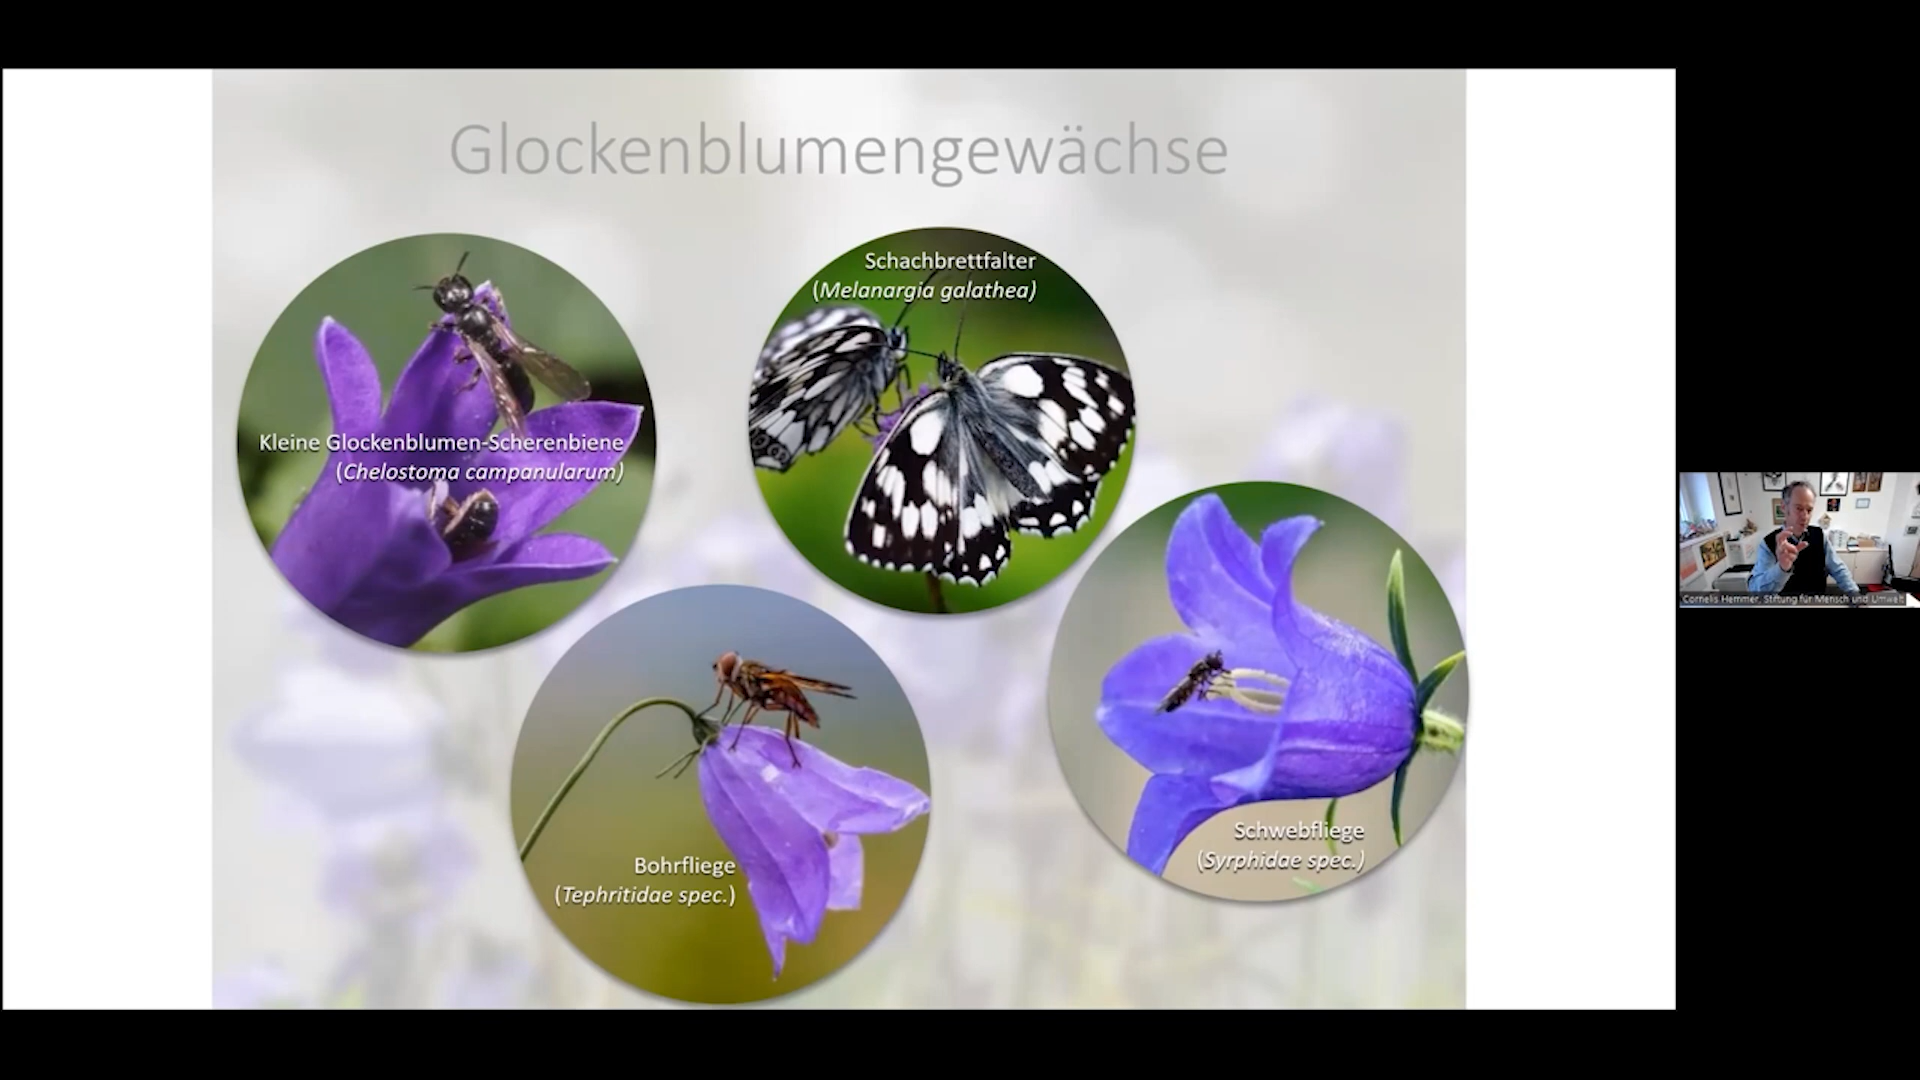 Glockenblumengewächse
Schachbrettfalter
(Melanargia galathea)
Kleine Glockenblumen-Scherenbiene
(Chelostoma campanularum)
Schwebfliege
(Syrphidae spec.)
Bohrfliege
(Tephritidae spec.)
Cornelis Hemmer, Stiftung für Mensch und Umwelt